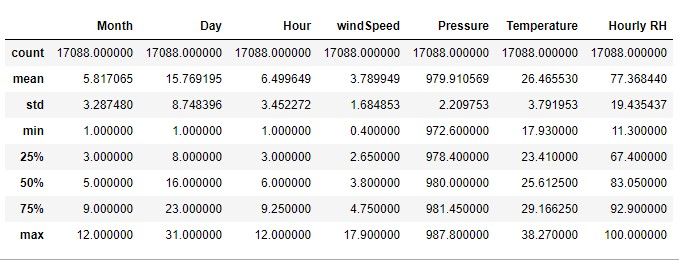 Month Day Hour windSpeed Pressure Temperature Hourly RH
count 17088.000000 17088.000000 17088.000000 17088.000000 17088.000000 17088.000000 17088.000000
mean 5.817065 15.769195 6.499649 3.789949 979.910569 26.465530 77.368440
std 3.287480 8.748396 3.452272 1.684853 2.209753 3.791953 19.435437
min 1.000000 1.000000 1.000000 0.400000 972.600000 17.930000 11.300000
25% 3.000000 8.000000 3.000000 2.650000 978.400000 23.410000 67.400000
50% 5.000000 16.000000 6.000000 3.800000 980.000000 25.612500 83.050000
75% 9.000000 23.000000 9.250000 4.750000 981.450000 29.166250 92.900000
max 12.000000 31.000000 12.000000 17.900000 987.800000 38.270000 100.000000